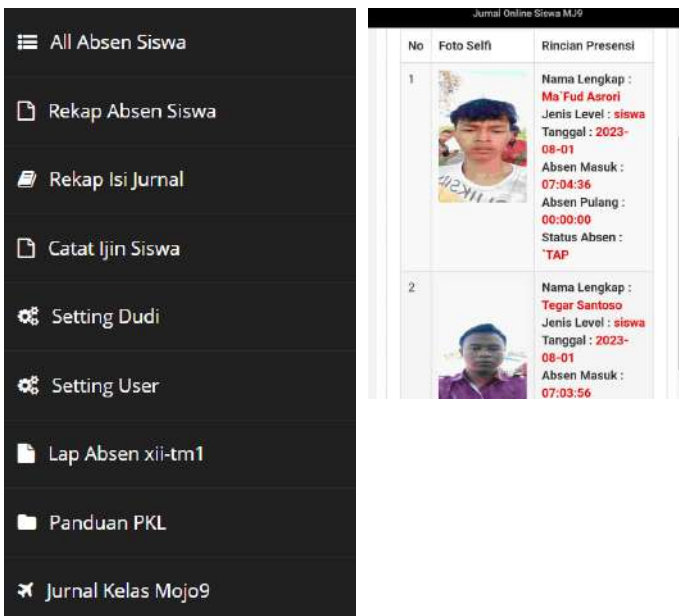 All Absen Siswa
Rekap Absen Siswa
Rekap Isi Jurnal
Catat Ijin Siswa
Setting Dudi
Setting User
Lap Absen xii-tm1
Panduan PKL
Jurnal Kelas Mojo9
Jurnal Online Siswa MJ9
No Foto Selfi Rincian Presensi
1
Nama Lengkap :
Ma`Fud Asrori
Jenis Level : siswa
Tanggal : 2023-
08-01
Absen Masuk :
07:04:36
Absen Pulang :
00:00:00
Status Absen :
`TAP
2
Nama Lengkap :
Tegar Santoso
Jenis Level : siswa
Tanggal : 2023-
08-01
Absen Masuk :
07:03:56